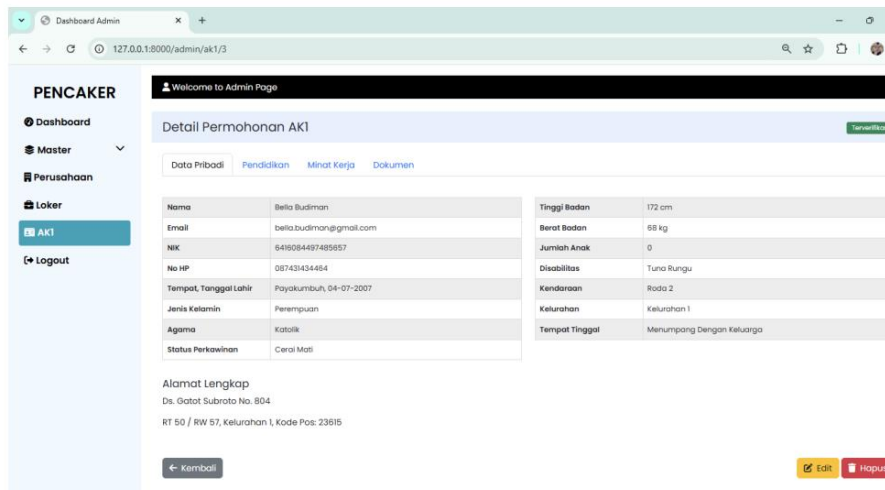 Dashboard Admin
127.0.0.1:8000/admin/ak1/3
PENCAKER
Dashboard
Master
Perusahaan
Loker
AK1
Logout
Welcome to Admin Page
Detail Permohonan AK1
Terverifika
Data Pribadi Pendidikan Minat Kerja Dokumen
Nama Bella Budiman
Email bella.budiman@gmail.com
NIK 6416084497485657
No HP 087431434464
Tempat, Tanggal Lahir Payakumbuh, 04-07-2007
Jenis Kelamin Perempuan
Agama Katolik
Status Perkawinan Cerai Mati
Tinggi Badan 172 cm
Berat Badan 68 kg
Jumlah Anak 0
Disabilitas Tuna Rungu
Kendaraan Roda 2
Kelurahan Kelurahan 1
Tempat Tinggal Menumpang Dengan Keluarga
Alamat Lengkap
Ds. Gatot Subroto No. 804
RT 50 / RW 57, Kelurahan 1, Kode Pos: 23615
Kembali
Edit
Hapus